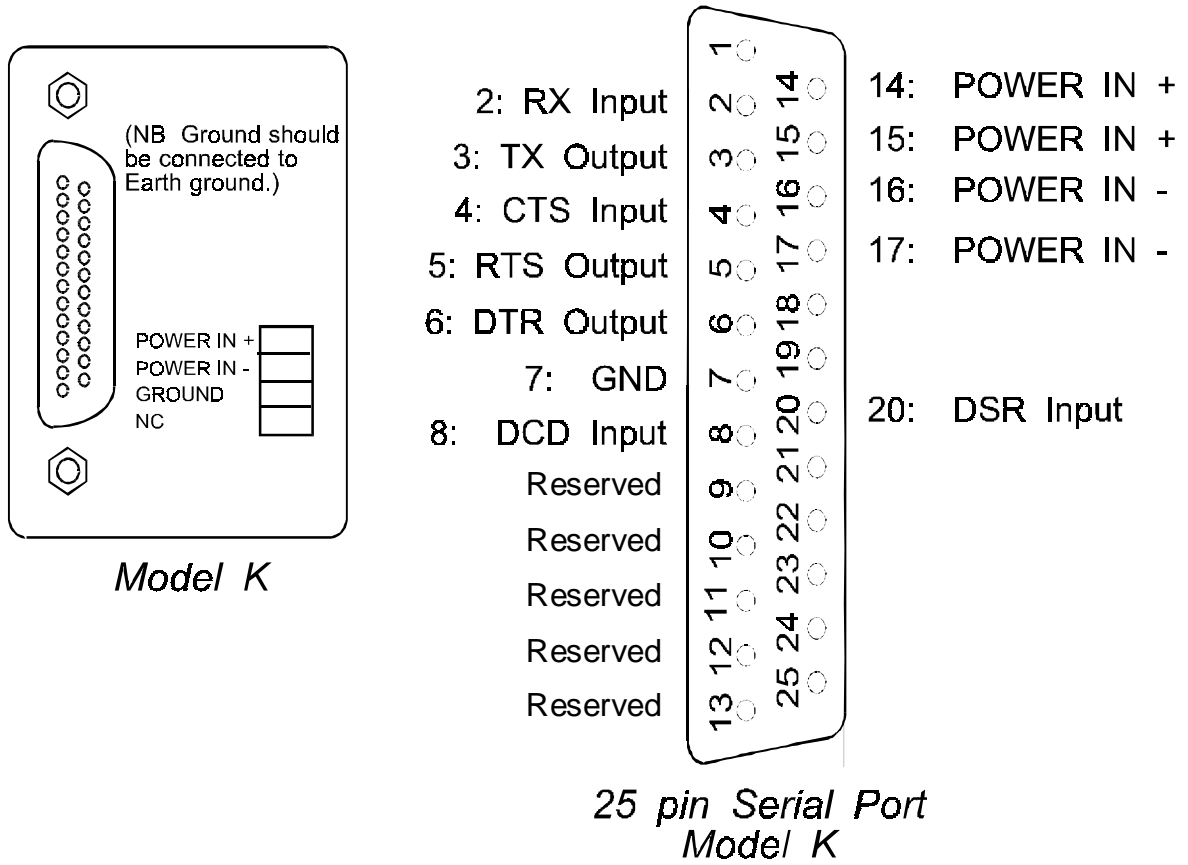 (NB Ground should
be connected to
Earth ground.)
POWER IN +
POWER IN -
GROUND
NC
Model K
2: RX Input
3: TX Output
4: CTS Input
5: RTS Output
6: DTR Output
7: GND
8: DCD Input
Reserved
Reserved
Reserved
Reserved
Reserved
1
2
3
4
5
6
7
8
9
10
11
12
13
14
15
16
17
18
19
20
21
22
23
24
25
14: POWER IN +
15: POWER IN +
16: POWER IN -
17: POWER IN -
20: DSR Input
25 pin Serial Port
Model K